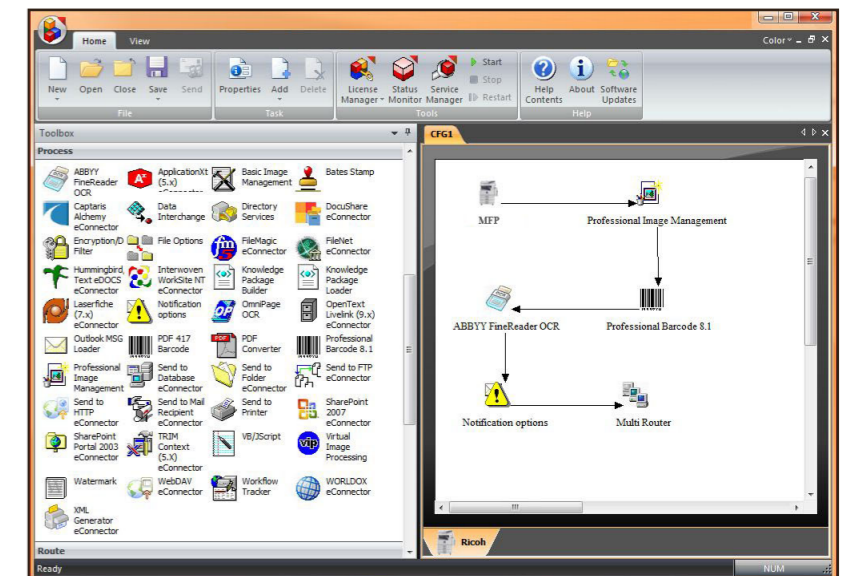 Home View Color
New Open Close Save Send Properties Add Delete License Manager Status Monitor Service Manager Start Stop Restart Help Contents About Software Updates
File Task Tools Help
Toolbox
CFG1
Process
ABBYY FineReader OCR
ApplicationXt (5.x)
Basic Image Management
Bates Stamp
Captaris Alchemy eConnector
Data Interchange
Directory Services
DocuShare eConnector
Encryption/D Filter
File Options
FileMagic eConnector
FileNet eConnector
Hummingbird, Text eDOCS eConnector
Interwoven WorkSite NT eConnector
Knowledge Package Builder
Knowledge Package Loader
Laserfiche (7.x) eConnector
Notification options
OmniPage OCR
OpenText Livelink (9.x) eConnector
Outlook MSG Loader
PDF 417 Barcode
PDF Converter
Professional Barcode 8.1
Professional Image Management
Send to Database eConnector
Send to Folder eConnector
Send to FTP eConnector
Send to HTTP eConnector
Send to Mail Recipient eConnector
Send to Printer
SharePoint 2007 eConnector
SharePoint Portal 2003 eConnector
TRIM Context (5.X) eConnector
VB/JScript
Virtual Image Processing
Watermark
WebDAV eConnector
Workflow Tracker
WORLDOX eConnector
XML Generator eConnector
Route
MFP
Professional Image Management
ABBYY FineReader OCR
Professional Barcode 8.1
Notification options
Multi Router
Ricoh
Ready
NUM